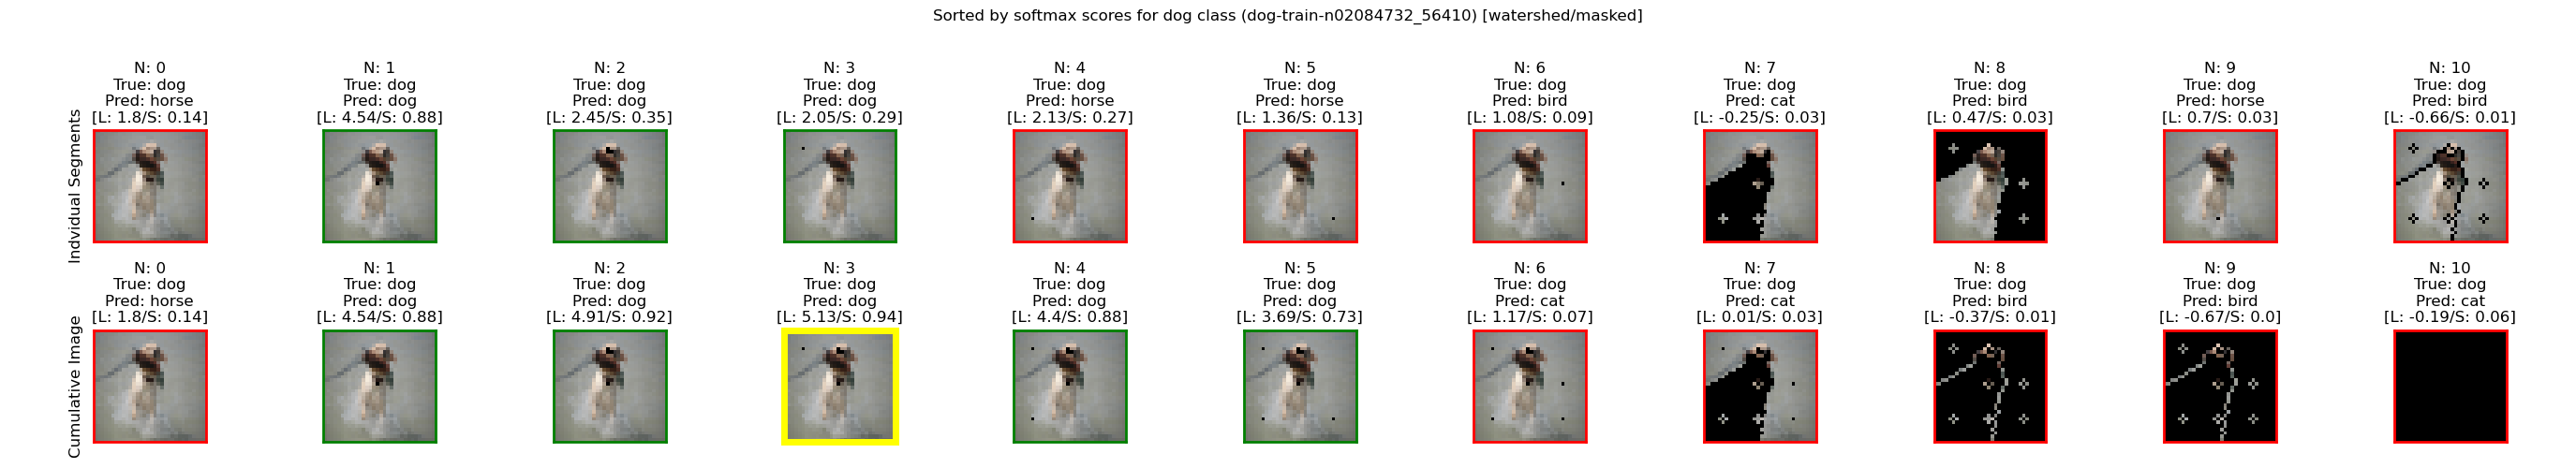 Sorted by softmax scores for dog class (dog-train-n02084732_56410) [watershed/masked]
Indvidual Segments
N: 0
True: dog
Pred: horse
[L: 1.8/S: 0.14]
N: 1
True: dog
Pred: dog
[L: 4.54/S: 0.88]
N: 2
True: dog
Pred: dog
[L: 2.45/S: 0.35]
N: 3
True: dog
Pred: dog
[L: 2.05/S: 0.29]
N: 4
True: dog
Pred: horse
[L: 2.13/S: 0.27]
N: 5
True: dog
Pred: horse
[L: 1.36/S: 0.13]
N: 6
True: dog
Pred: bird
[L: 1.08/S: 0.09]
N: 7
True: dog
Pred: cat
[L: -0.25/S: 0.03]
N: 8
True: dog
Pred: bird
[L: 0.47/S: 0.03]
N: 9
True: dog
Pred: horse
[L: 0.7/S: 0.03]
N: 10
True: dog
Pred: bird
[L: -0.66/S: 0.01]
Cumulative Image
N: 0
True: dog
Pred: horse
[L: 1.8/S: 0.14]
N: 1
True: dog
Pred: dog
[L: 4.54/S: 0.88]
N: 2
True: dog
Pred: dog
[L: 4.91/S: 0.92]
N: 3
True: dog
Pred: dog
[L: 5.13/S: 0.94]
N: 4
True: dog
Pred: dog
[L: 4.4/S: 0.88]
N: 5
True: dog
Pred: dog
[L: 3.69/S: 0.73]
N: 6
True: dog
Pred: cat
[L: 1.17/S: 0.07]
N: 7
True: dog
Pred: cat
[L: 0.01/S: 0.03]
N: 8
True: dog
Pred: bird
[L: -0.37/S: 0.01]
N: 9
True: dog
Pred: bird
[L: -0.67/S: 0.0]
N: 10
True: dog
Pred: cat
[L: -0.19/S: 0.06]